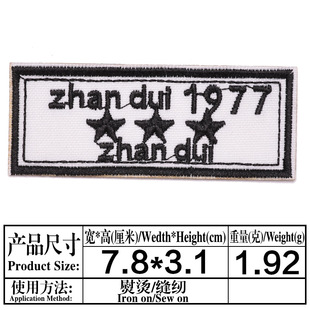 zhan dui 1977
zhan dui
产品尺寸 宽*高(厘米)/Wedth*Height(cm) 重量(克)/Weight(g)
Product Size: 7.8*3.1 1.92
使用方法 熨烫/缝纫
Application Method: Iron on/Sew on